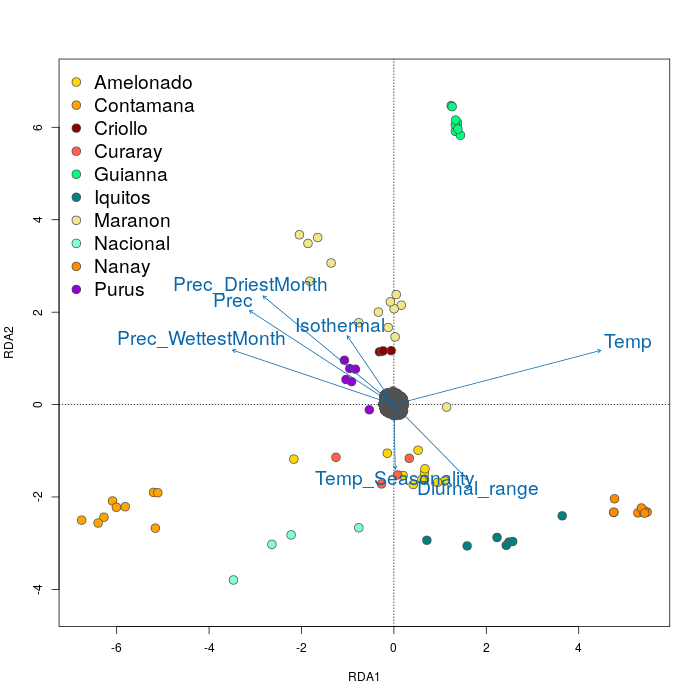 Amelonado
Contamana
Criollo
Curaray
Guianna
Iquitos
Maranon
Nacional
Nanay
Purus
Prec_DriestMonth
Prec
Isothermal
Prec_WettestMonth
Temp
Temp_Seasonality
Diurnal_range
6
4
2
0
-2
-4
RDA2
-6 -4 -2 0 2 4
RDA1